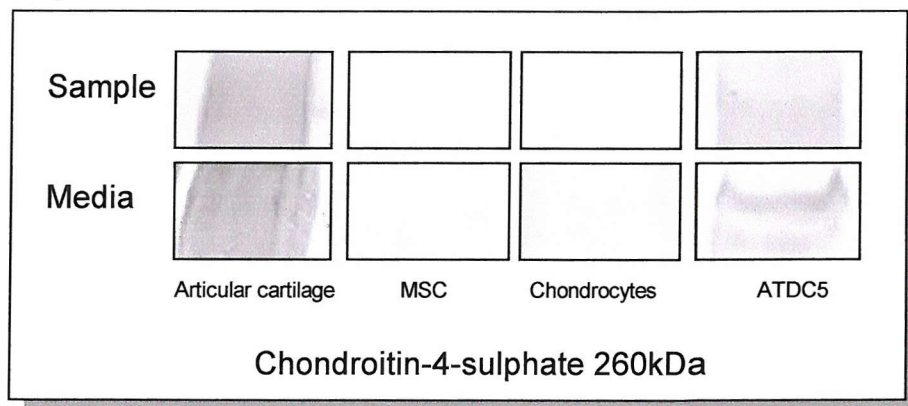 Sample
Media
Articular cartilage MSC Chondrocytes ATDC5
Chondroitin-4-sulphate 260kDa